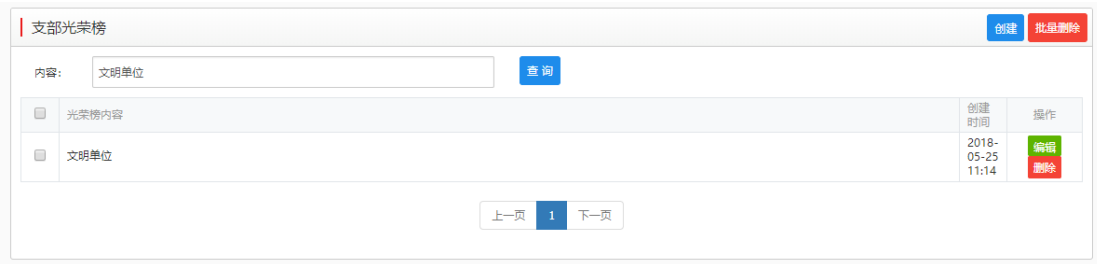 支部光荣榜
创建
批量删除
内容：
文明单位
查 询
光荣榜内容
创建
时间
操作
文明单位
2018-
05-25
11:14
编辑
删除
上一页
1
下一页